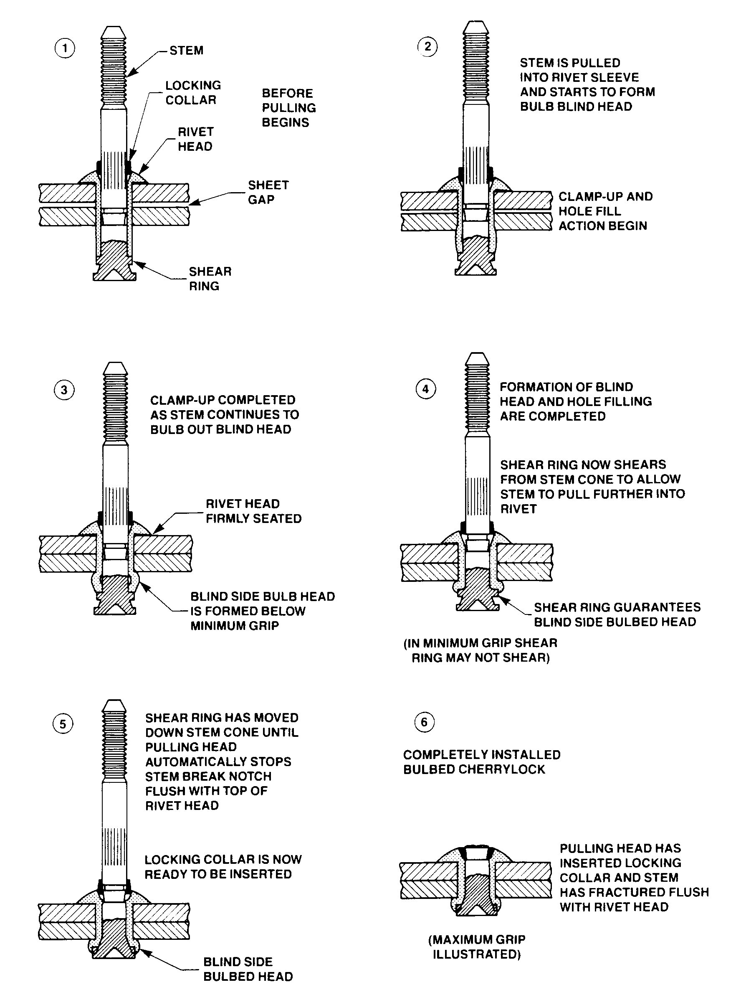 1
STEM
LOCKING
COLLAR
BEFORE
PULLING
BEGINS
RIVET
HEAD
SHEET
GAP
SHEAR
RING
2
STEM IS PULLED
INTO RIVET SLEEVE
AND STARTS TO FORM
BULB BLIND HEAD
CLAMP-UP AND
HOLE FILL
ACTION BEGIN
3
CLAMP-UP COMPLETED
AS STEM CONTINUES TO
BULB OUT BLIND HEAD
RIVET HEAD
FIRMLY SEATED
BLIND SIDE BULB HEAD
IS FORMED BELOW
MINIMUM GRIP
4
FORMATION OF BLIND
HEAD AND HOLE FILLING
ARE COMPLETED
SHEAR RING NOW SHEARS
FROM STEM CONE TO ALLOW
STEM TO PULL FURTHER INTO
RIVET
SHEAR RING GUARANTEES
BLIND SIDE BULBED HEAD
(IN MINIMUM GRIP SHEAR
RING MAY NOT SHEAR)
5
SHEAR RING HAS MOVED
DOWN STEM CONE UNTIL
PULLING HEAD
AUTOMATICALLY STOPS
STEM BREAK NOTCH
FLUSH WITH TOP OF
RIVET HEAD
LOCKING COLLAR IS NOW
READY TO BE INSERTED
BLIND SIDE
BULBED HEAD
6
COMPLETELY INSTALLED
BULBED CHERRYLOCK
PULLING HEAD HAS
INSERTED LOCKING
COLLAR AND STEM
HAS FRACTURED FLUSH
WITH RIVET HEAD
(MAXIMUM GRIP
ILLUSTRATED)